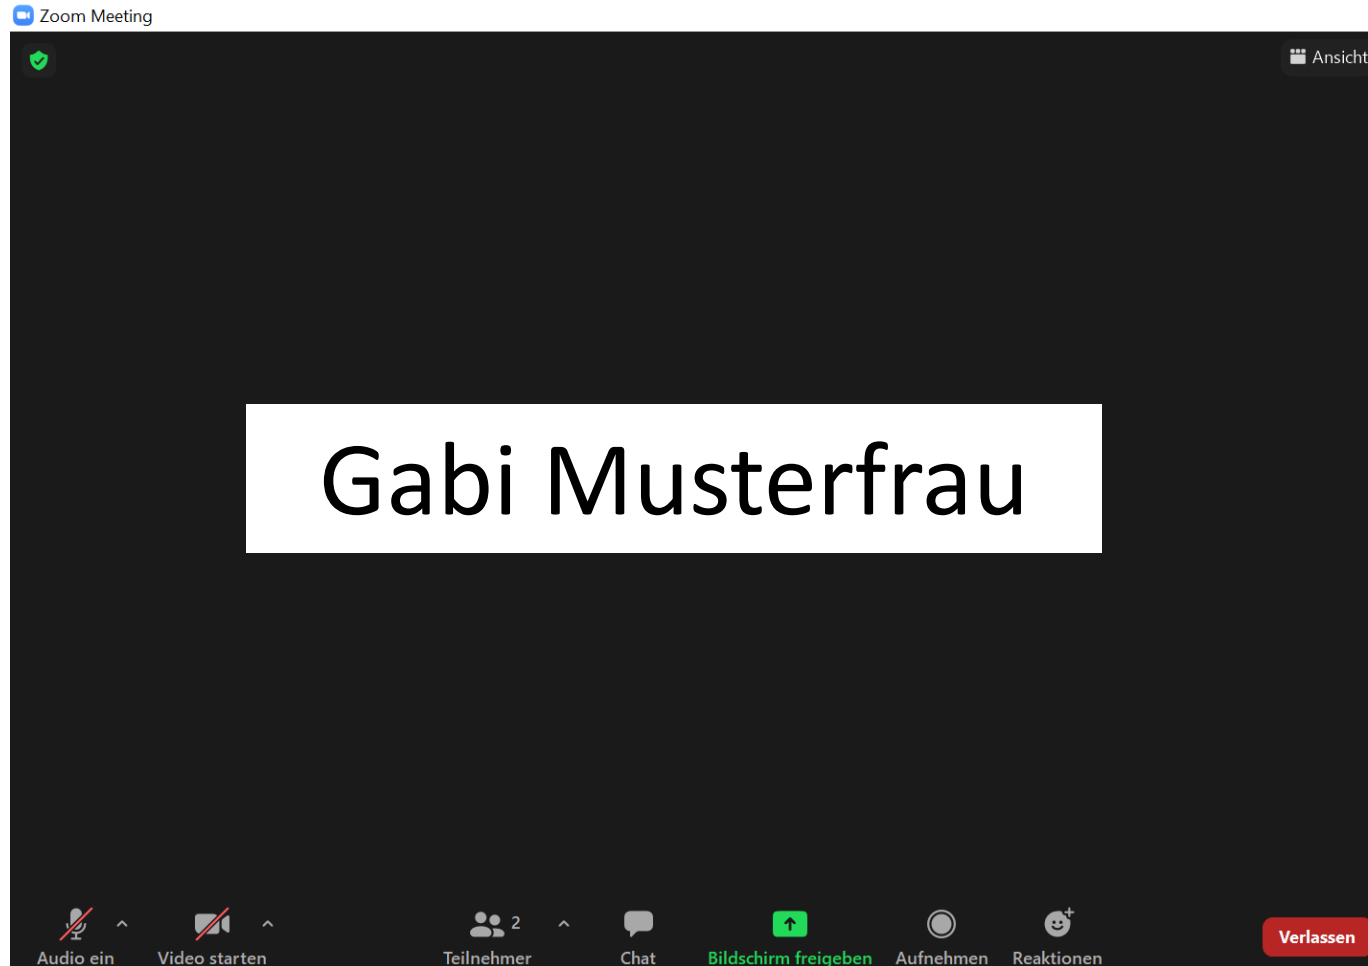 Zoom Meeting
Ansicht
Gabi Musterfrau
2
Audio ein
Video starten
Teilnehmer
Chat
Bildschirm freigeben
Aufnehmen
Reaktionen
Verlassen